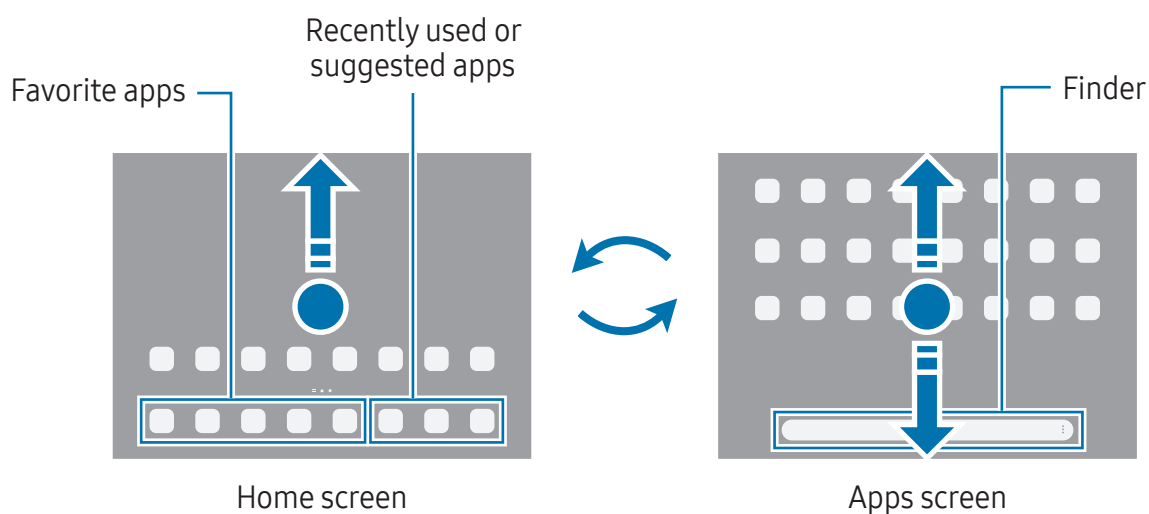 Recently used or
suggested apps
Favorite apps
Finder
Home screen
Apps screen